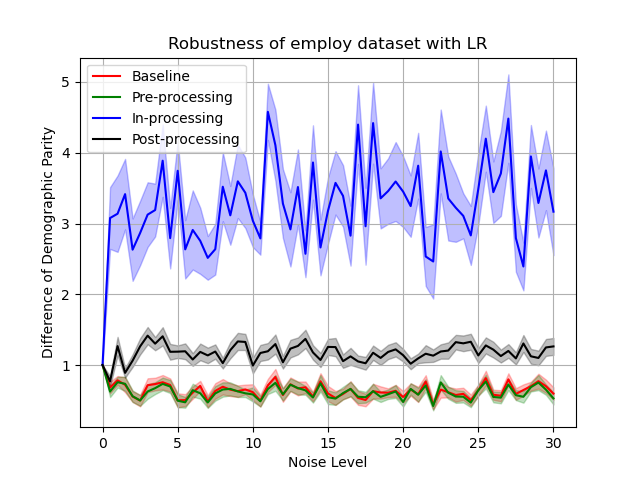 Robustness of employ dataset with LR
Baseline
Pre-processing
In-processing
Post-processing
Difference of Demographic Parity
5
4
3
2
1
0
5
10
15
20
25
30
Noise Level